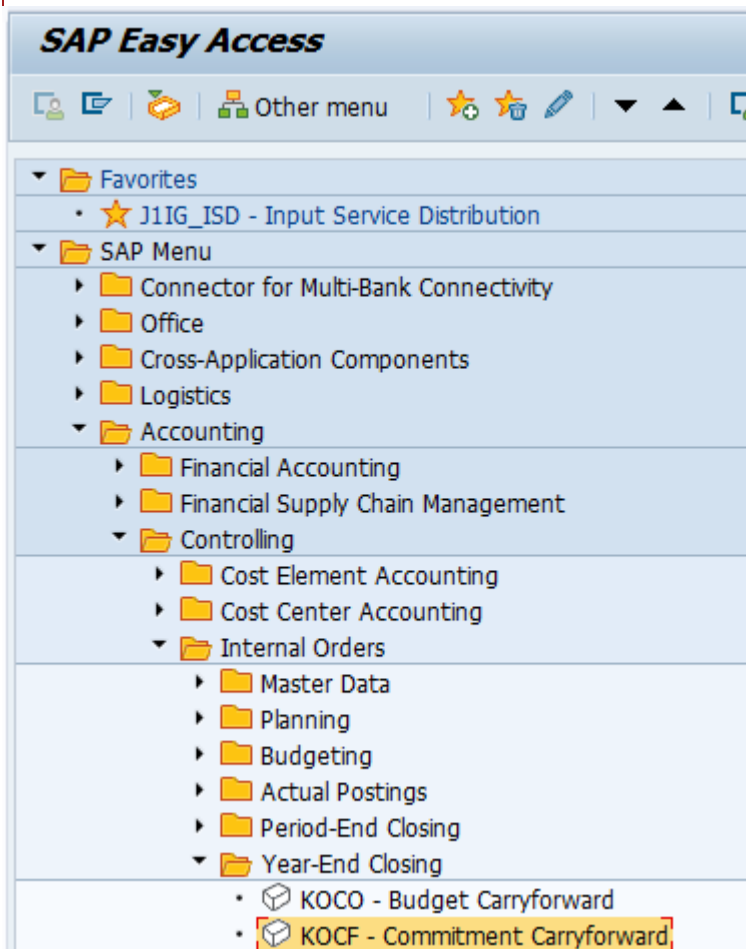 SAP Easy Access
Other menu
Favorites
J1IG_ISD - Input Service Distribution
SAP Menu
Connector for Multi-Bank Connectivity
Office
Cross-Application Components
Logistics
Accounting
Financial Accounting
Financial Supply Chain Management
Controlling
Cost Element Accounting
Cost Center Accounting
Internal Orders
Master Data
Planning
Budgeting
Actual Postings
Period-End Closing
Year-End Closing
KOCO - Budget Carryforward
KOCF - Commitment Carryforward